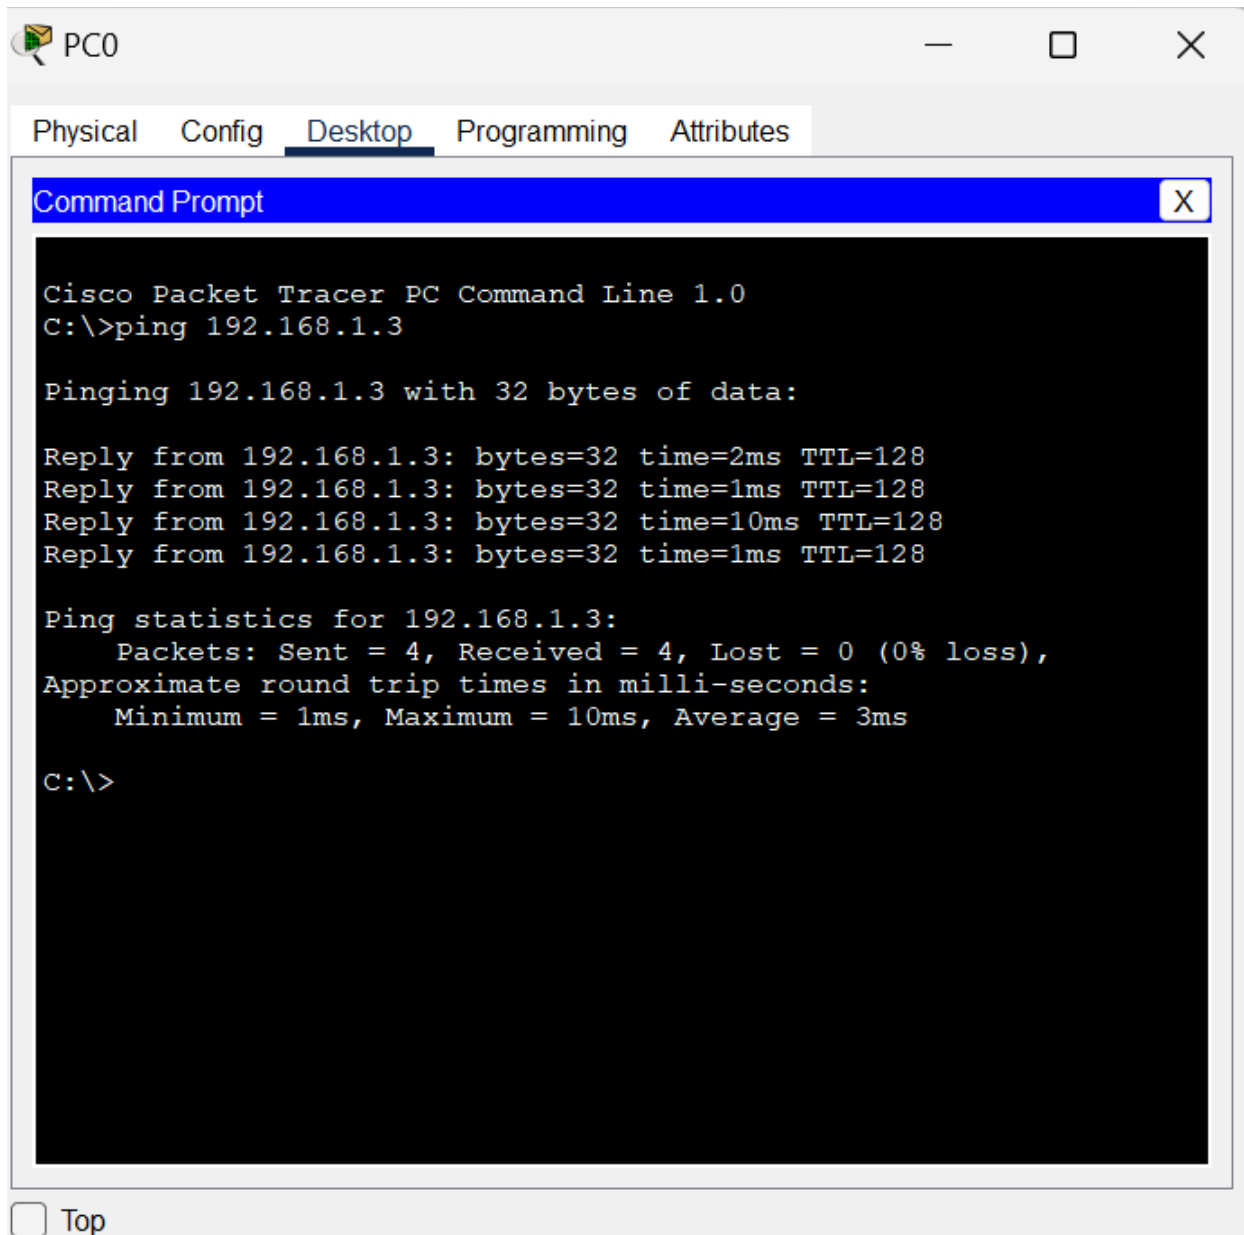 PC0
Physical Config Desktop Programming Attributes
Command Prompt X
Cisco Packet Tracer PC Command Line 1.0
C:\>ping 192.168.1.3
Pinging 192.168.1.3 with 32 bytes of data:
Reply from 192.168.1.3: bytes=32 time=2ms TTL=128
Reply from 192.168.1.3: bytes=32 time=1ms TTL=128
Reply from 192.168.1.3: bytes=32 time=10ms TTL=128
Reply from 192.168.1.3: bytes=32 time=1ms TTL=128
Ping statistics for 192.168.1.3:
    Packets: Sent = 4, Received = 4, Lost = 0 (0% loss),
Approximate round trip times in milli-seconds:
    Minimum = 1ms, Maximum = 10ms, Average = 3ms
C:\>
Top